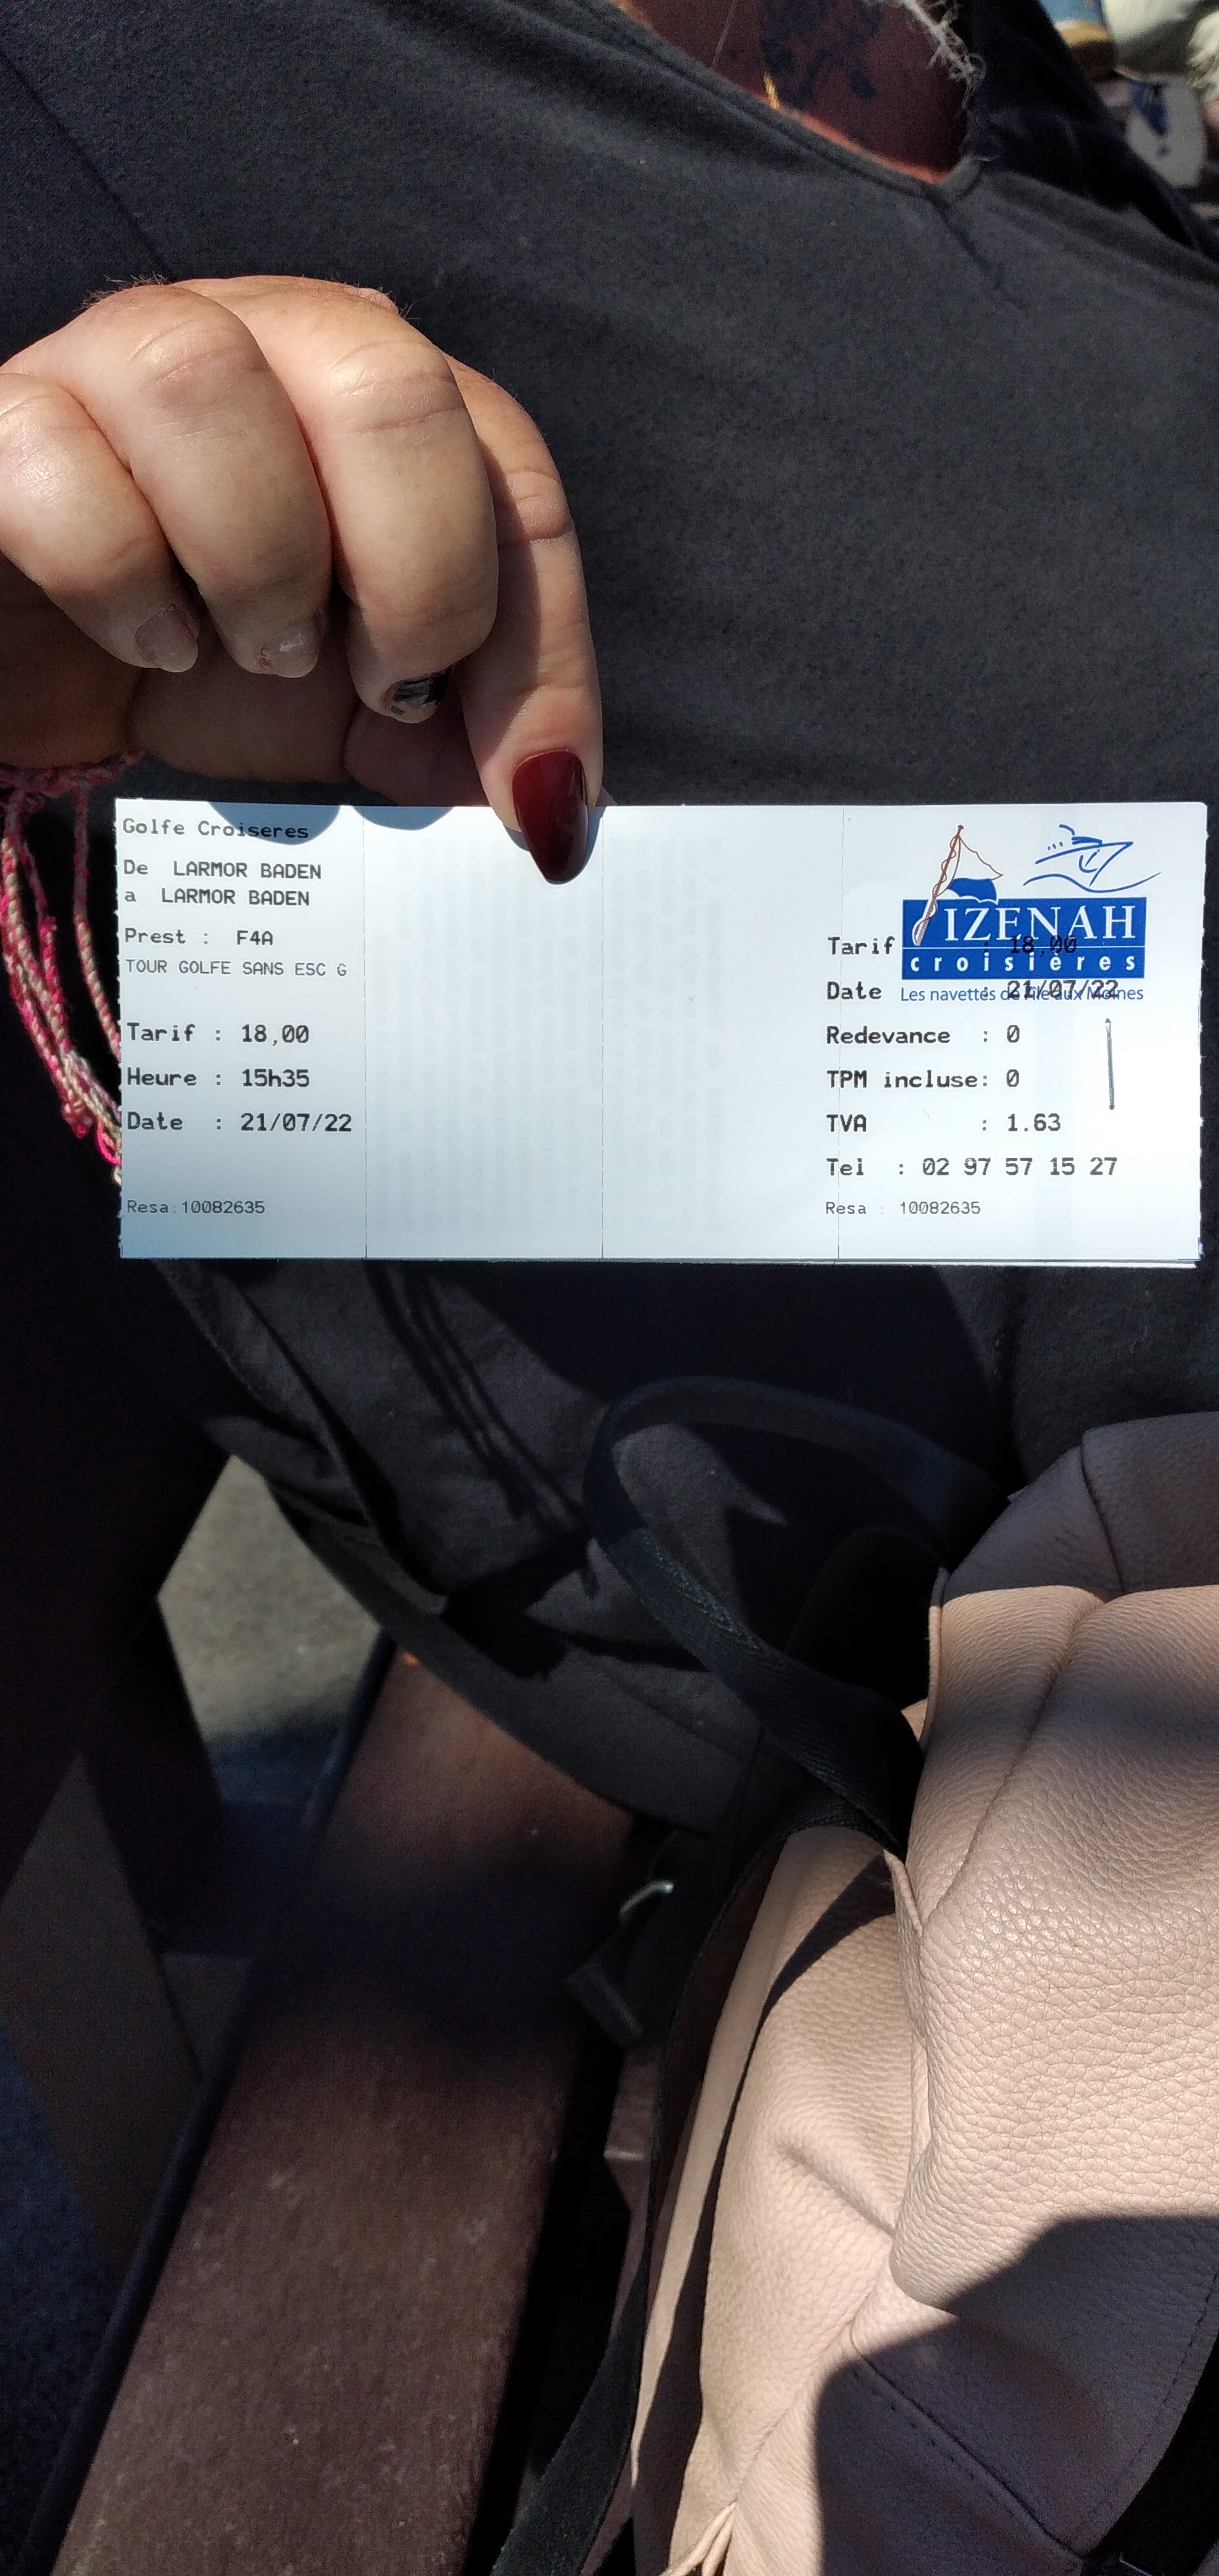 Golfe Croiseres
De LARMOR BADEN
a LARMOR BADEN
Prest : F4A
TOUR GOLFE SANS ESC G
Tarif : 18,00
Heure : 15h35
Date : 21/07/22
Resa:10082635
IZENAH
croisières
Les navettes de l'île aux Moines
Tarif : 18,00
Date : 21/07/22
Redevance : 0
TPM incluse: 0
TVA : 1.63
Tel : 02 97 57 15 27
Resa : 10082635